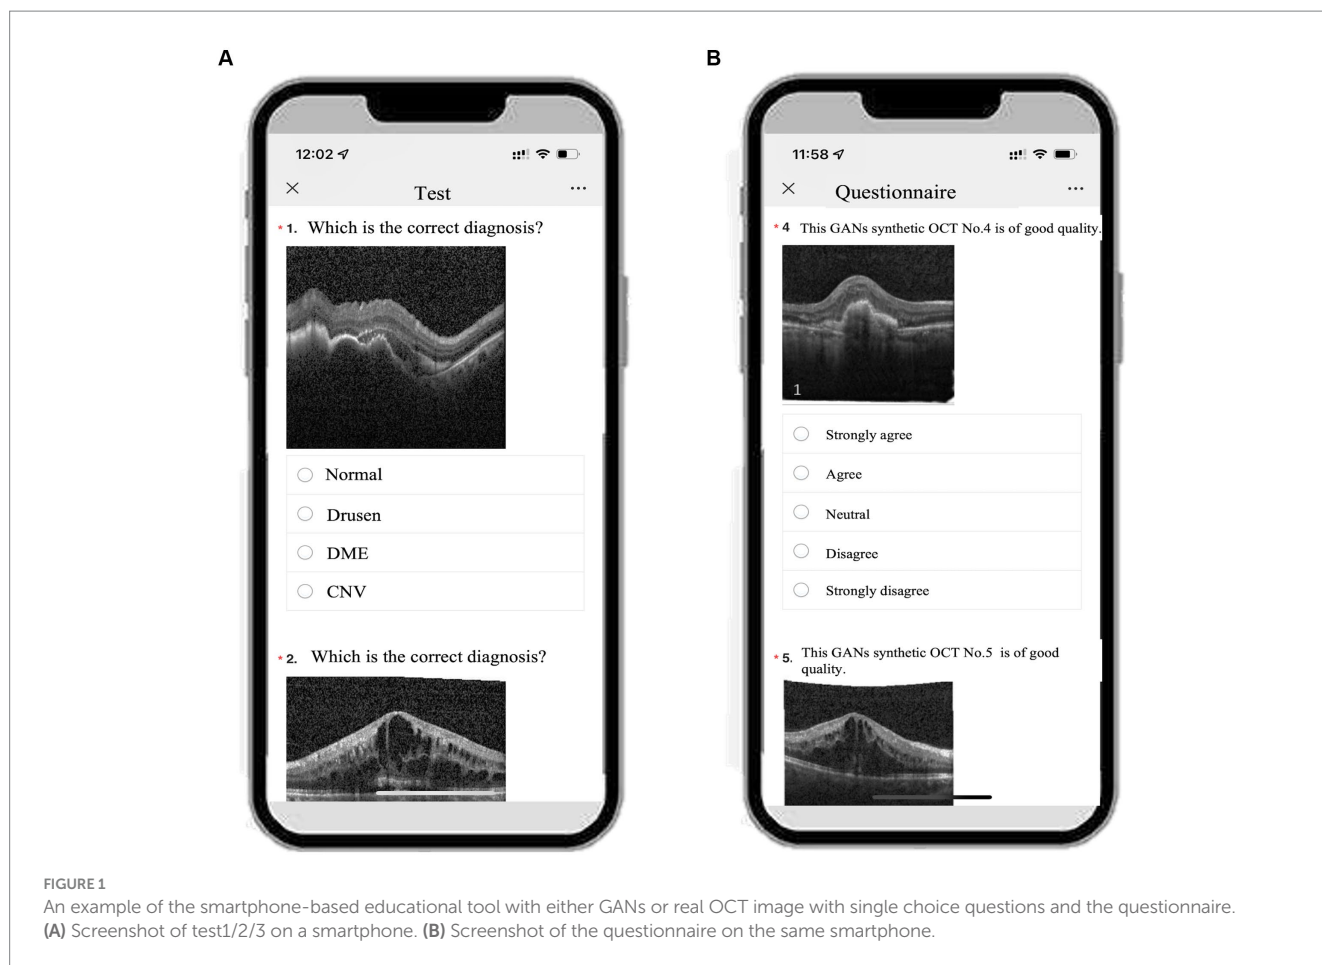 A
12:02
Test
* 1. Which is the correct diagnosis?
Normal
Drusen
DME
CNV
* 2. Which is the correct diagnosis?
B
11:58
Questionnaire
* 4 This GANs synthetic OCT No.4 is of good quality.
1
Strongly agree
Agree
Neutral
Disagree
Strongly disagree
* 5. This GANs synthetic OCT No.5 is of good
quality.
FIGURE 1
An example of the smartphone-based educational tool with either GANs or real OCT image with single choice questions and the questionnaire.
(A) Screenshot of test1/2/3 on a smartphone. (B) Screenshot of the questionnaire on the same smartphone.